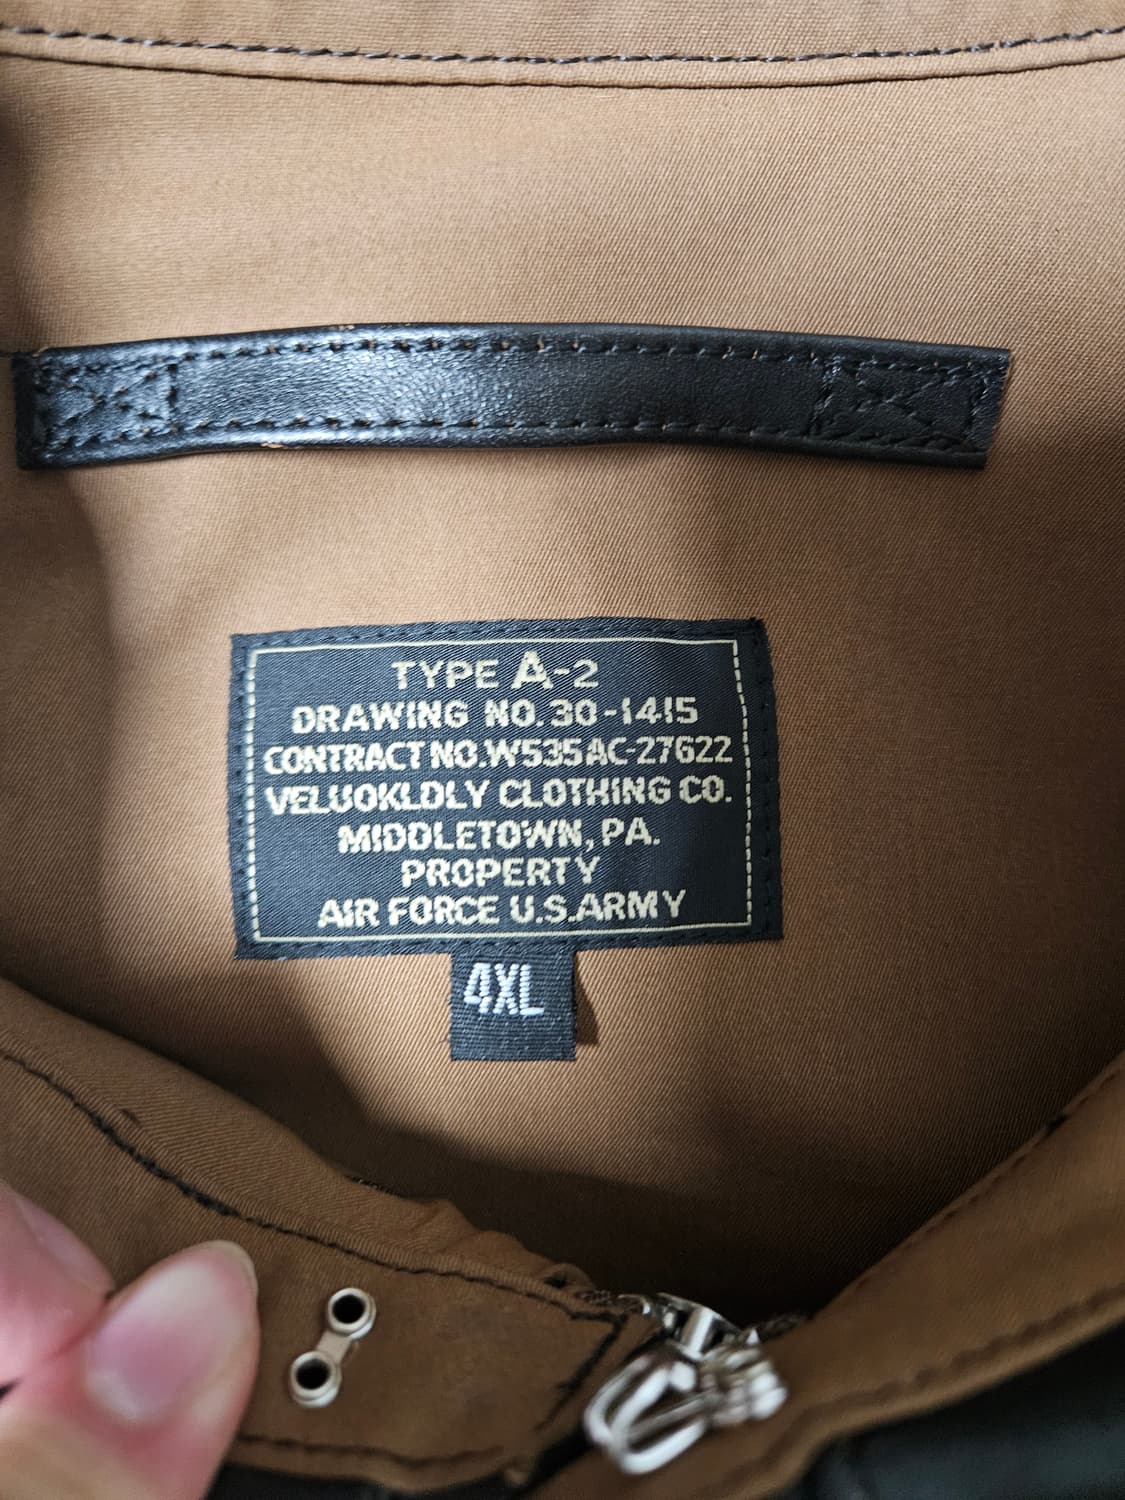 TYPE A-2
DRAWING NO. 30-1415
CONTRACT NO. W535AC-27622
VELUOKLDLY CLOTHING CO.
MIDDLETOWN, PA.
PROPERTY
AIR FORCE U.S.ARMY
4XL